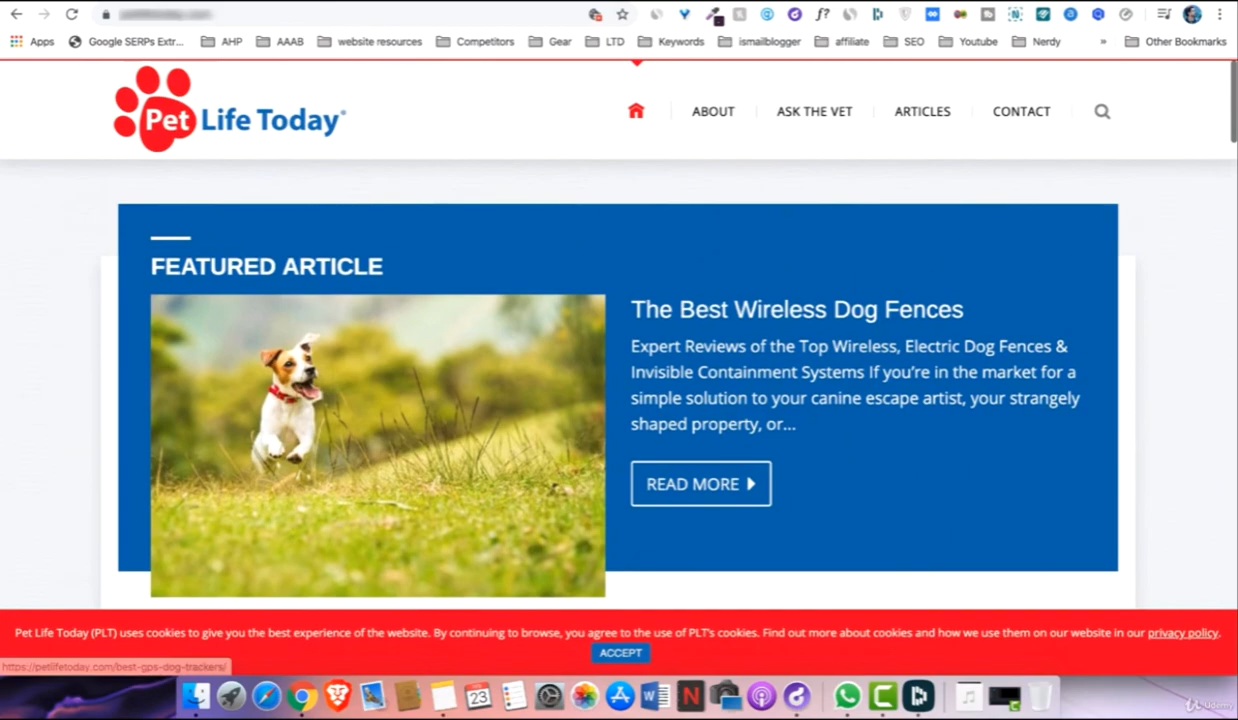 Apps
Google SERPs Extr...
AHP
AAAB
website resources
Competitors
Gear
LTD
Keywords
ismailblogger
affiliate
SEO
Youtube
Nerdy
»
Other Bookmarks
Pet Life Today
ABOUT
ASK THE VET
ARTICLES
CONTACT
FEATURED ARTICLE
The Best Wireless Dog Fences
Expert Reviews of the Top Wireless, Electric Dog Fences &
Invisible Containment Systems If you're in the market for a
simple solution to your canine escape artist, your strangely
shaped property, or...
READ MORE
Pet Life Today (PLT) uses cookies to give you the best experience of the website. By continuing to browse, you agree to the use of PLT's cookies. Find out more about cookies and how we use them on our website in our privacy policy.
ACCEPT
https://petlifetoday.com/best-gps-dog-trackers/
23
Udemy